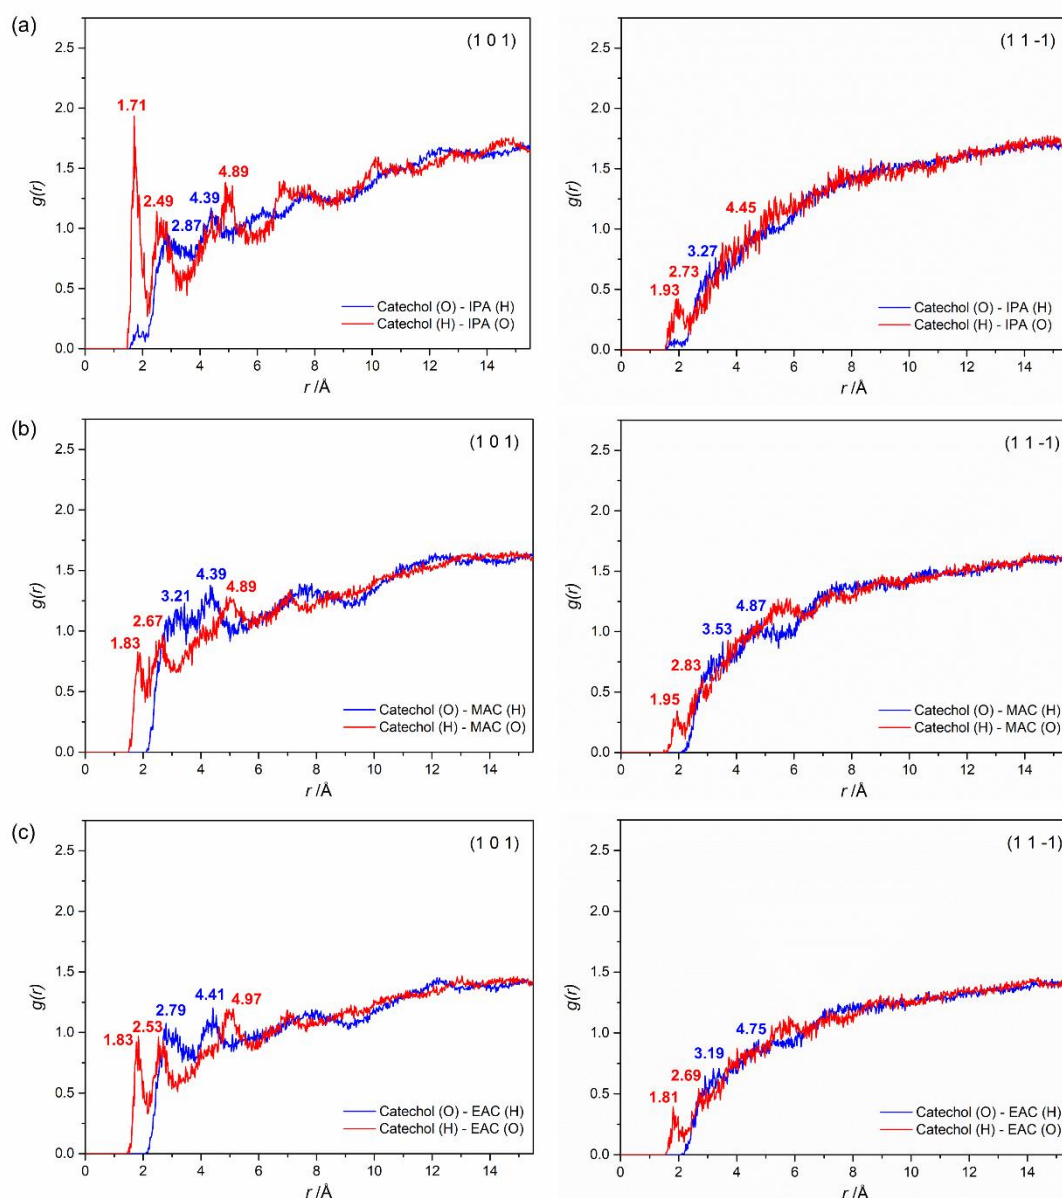 (a)
(1 0 1)
2.5
2.0
1.5
1.0
0.5
0.0
g(r)
1.71
2.49
2.87
4.39
4.89
Catechol (O) - IPA (H)
Catechol (H) - IPA (O)
0 2 4 6 8 10 12 14
r /Å
(1 1 -1)
2.5
2.0
1.5
1.0
0.5
0.0
g(r)
1.93
2.73
3.27
4.45
Catechol (O) - IPA (H)
Catechol (H) - IPA (O)
0 2 4 6 8 10 12 14
r /Å
(b)
(1 0 1)
2.5
2.0
1.5
1.0
0.5
0.0
g(r)
1.83
2.67
3.21
4.39
4.89
Catechol (O) - MAC (H)
Catechol (H) - MAC (O)
0 2 4 6 8 10 12 14
r /Å
(1 1 -1)
2.5
2.0
1.5
1.0
0.5
0.0
g(r)
1.95
2.83
3.53
4.87
Catechol (O) - MAC (H)
Catechol (H) - MAC (O)
0 2 4 6 8 10 12 14
r /Å
(c)
(1 0 1)
2.5
2.0
1.5
1.0
0.5
0.0
g(r)
1.83
2.53
2.79
4.41
4.97
Catechol (O) - EAC (H)
Catechol (H) - EAC (O)
0 2 4 6 8 10 12 14
r /Å
(1 1 -1)
2.5
2.0
1.5
1.0
0.5
0.0
g(r)
1.81
2.69
3.19
4.75
Catechol (O) - EAC (H)
Catechol (H) - EAC (O)
0 2 4 6 8 10 12 14
r /Å